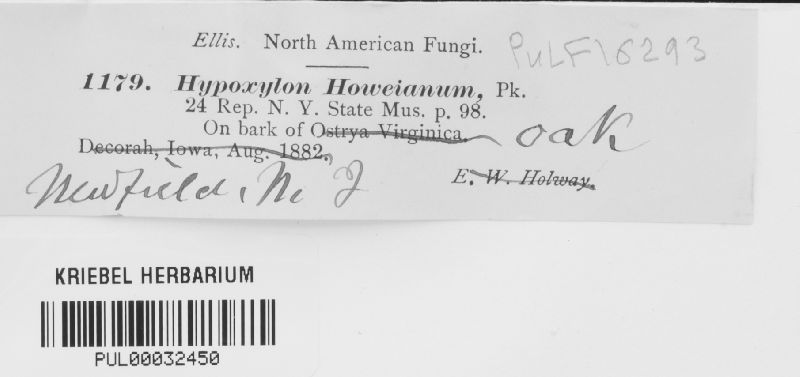 Ellis. North American Fungi. PULF16293
1179. Hypoxylon Howeianum, Pk.
24 Rep. N. Y. State Mus. p. 98.
On bark of Ostrya Virginica. oak
Decorah, Iowa, Aug. 1882.
Newfield, N J
E. W. Holway.
KRIEBEL HERBARIUM
PUL00032450